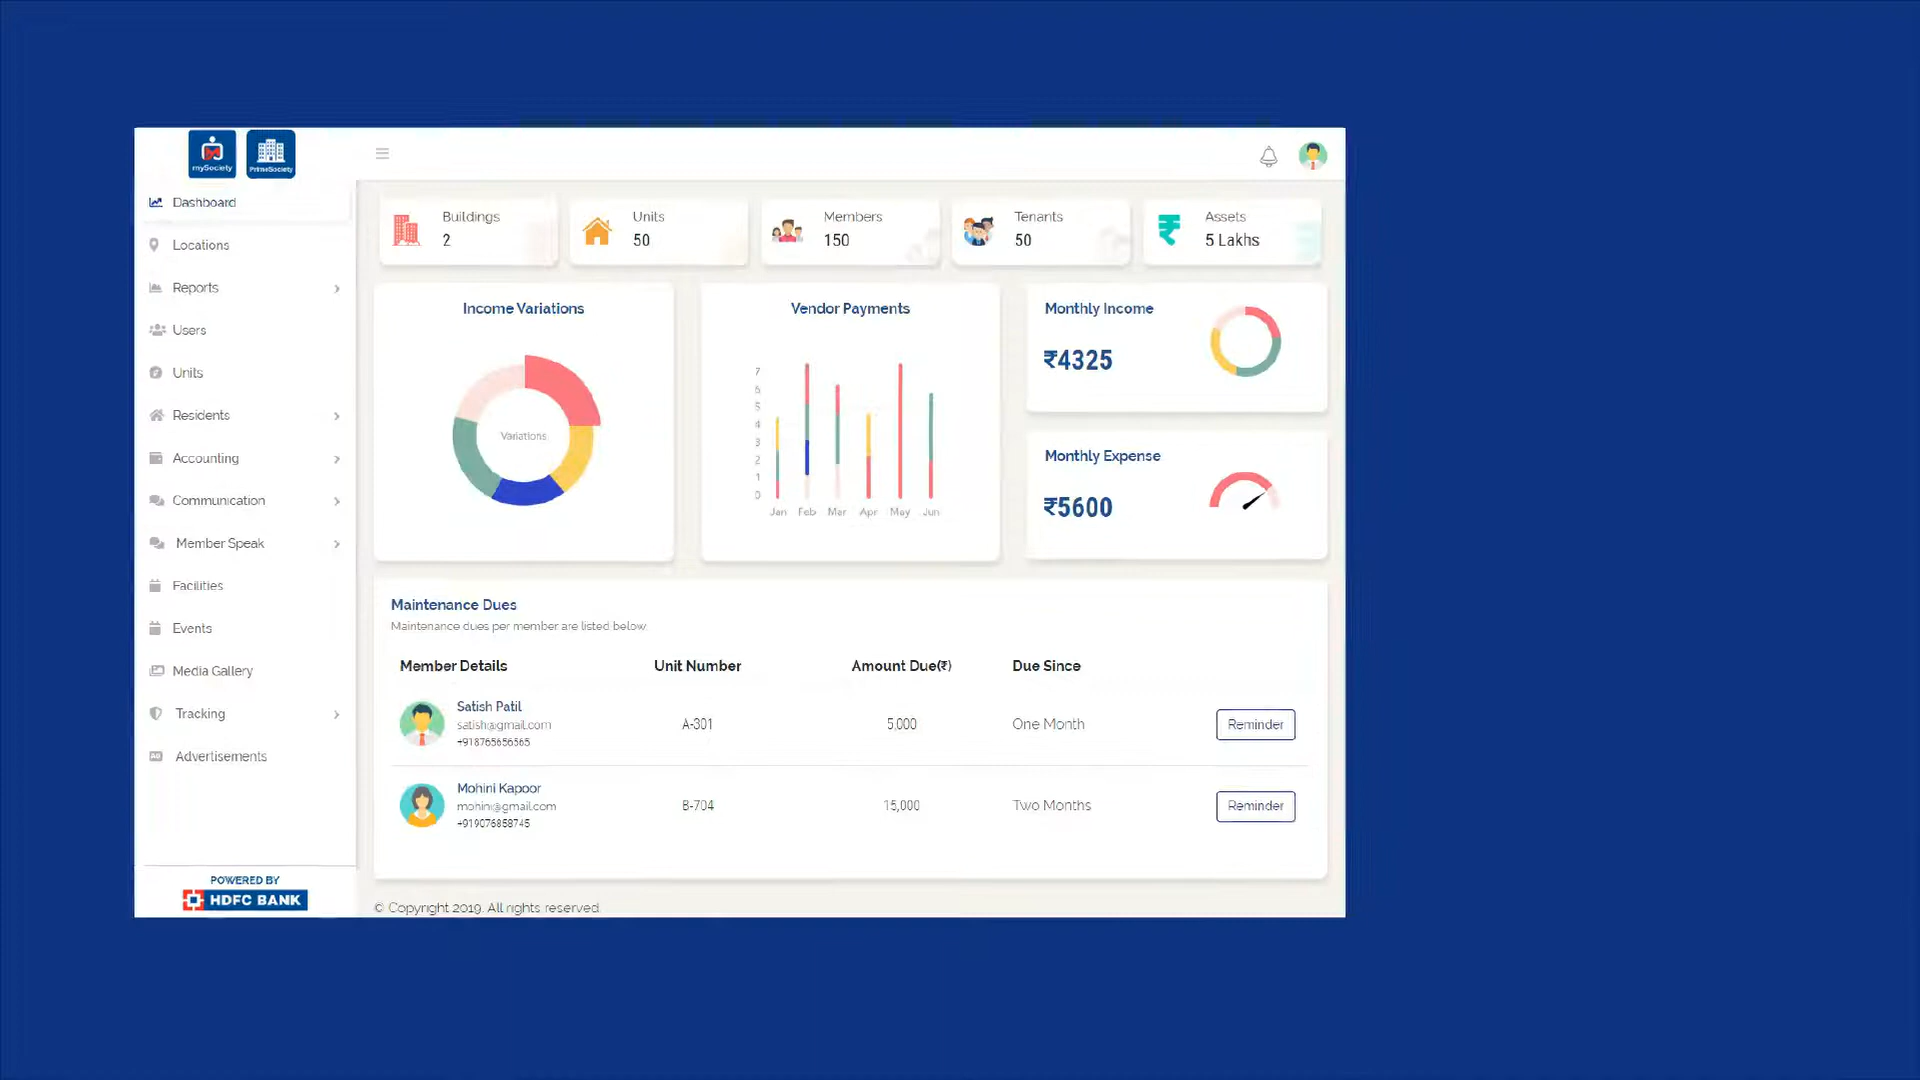 mySociety
PrimeSociety
Dashboard
Locations
Reports
Users
Units
Residents
Accounting
Communication
Member Speak
Facilities
Events
Media Gallery
Tracking
Advertisements
POWERED BY
HDFC BANK
Buildings
2
Units
50
Members
150
Tenants
50
Assets
5 Lakhs
Income Variations
Variations
Vendor Payments
7
6
5
4
3
2
1
0
Jan Feb Mar Apr May Jun
Monthly Income
₹4325
Monthly Expense
₹5600
Maintenance Dues
Maintenance dues per member are listed below.
Member Details Unit Number Amount Due(₹) Due Since
Satish Patil
satish@gmail.com
+918765656565
A-301 5,000 One Month Reminder
Mohini Kapoor
mohini@gmail.com
+919076858745
B-704 15,000 Two Months Reminder
© Copyright 2019. All rights reserved.